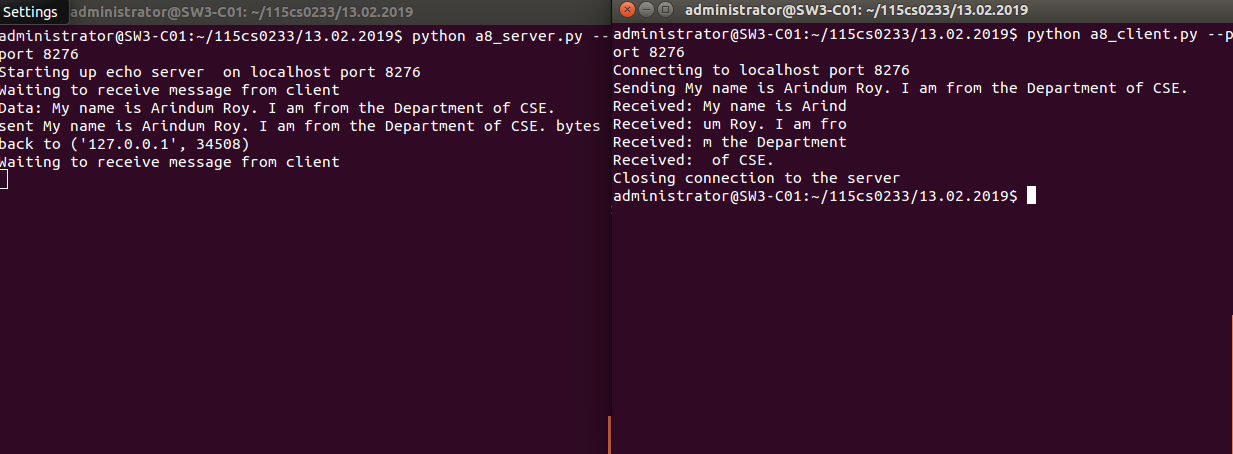 Settings
administrator@SW3-C01: ~/115cs0233/13.02.2019
administrator@SW3-C01:~/115cs0233/13.02.2019$ python a8_server.py --
port 8276
Starting up echo server  on localhost port 8276
Waiting to receive message from client
Data: My name is Arindum Roy. I am from the Department of CSE.
sent My name is Arindum Roy. I am from the Department of CSE. bytes
back to ('127.0.0.1', 34508)
Waiting to receive message from client
administrator@SW3-C01: ~/115cs0233/13.02.2019
administrator@SW3-C01:~/115cs0233/13.02.2019$ python a8_client.py --p
ort 8276
Connecting to localhost port 8276
Sending My name is Arindum Roy. I am from the Department of CSE.
Received: My name is Arind
Received: um Roy. I am fro
Received: m the Department
Received:  of CSE.
Closing connection to the server
administrator@SW3-C01:~/115cs0233/13.02.2019$